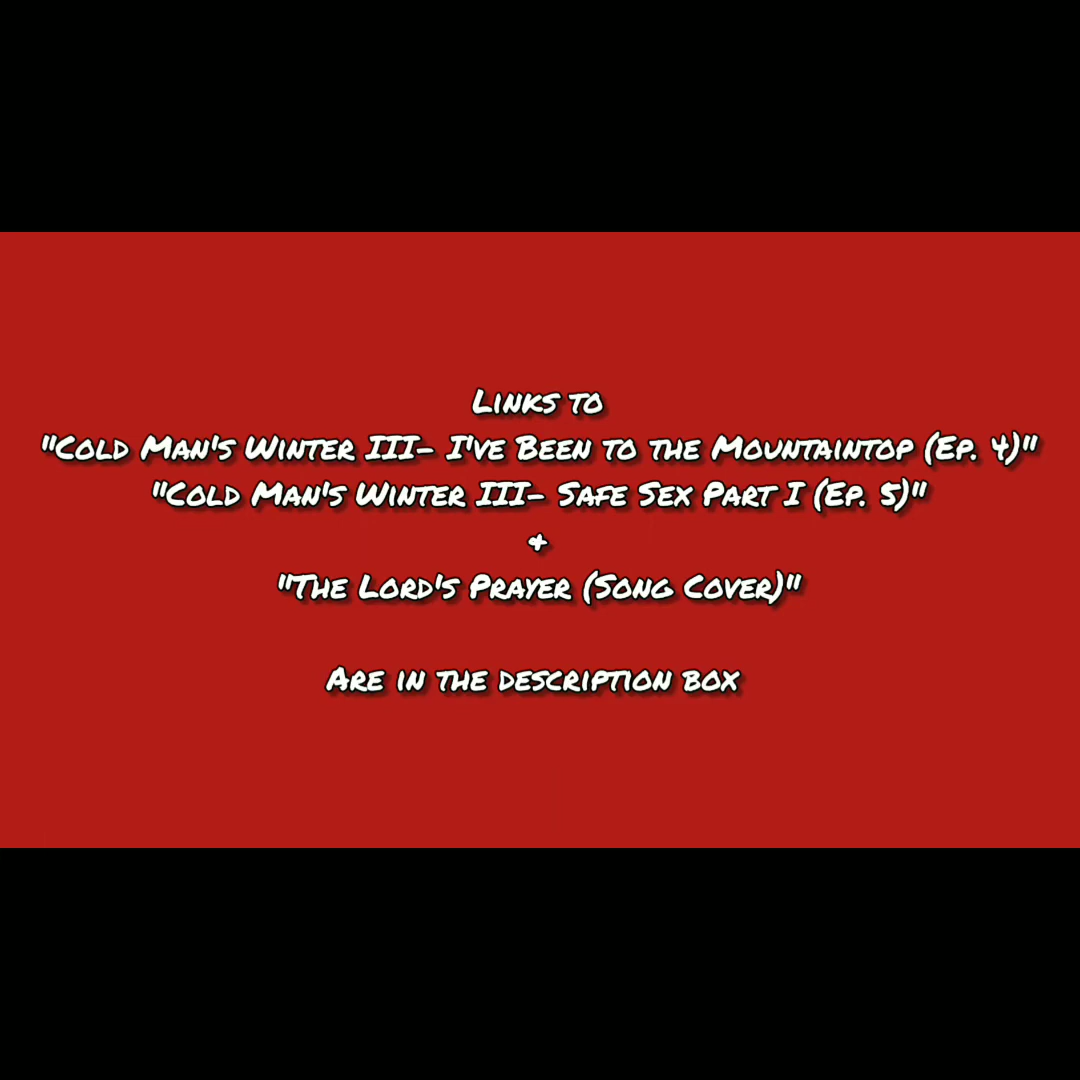 Links to
"Cold Man's Winter III- I've Been to the Mountaintop (Ep. 4)"
"Cold Man's Winter III- Safe Sex Part I (Ep. 5)"
&
"The Lord's Prayer (Song Cover)"
Are in the description box